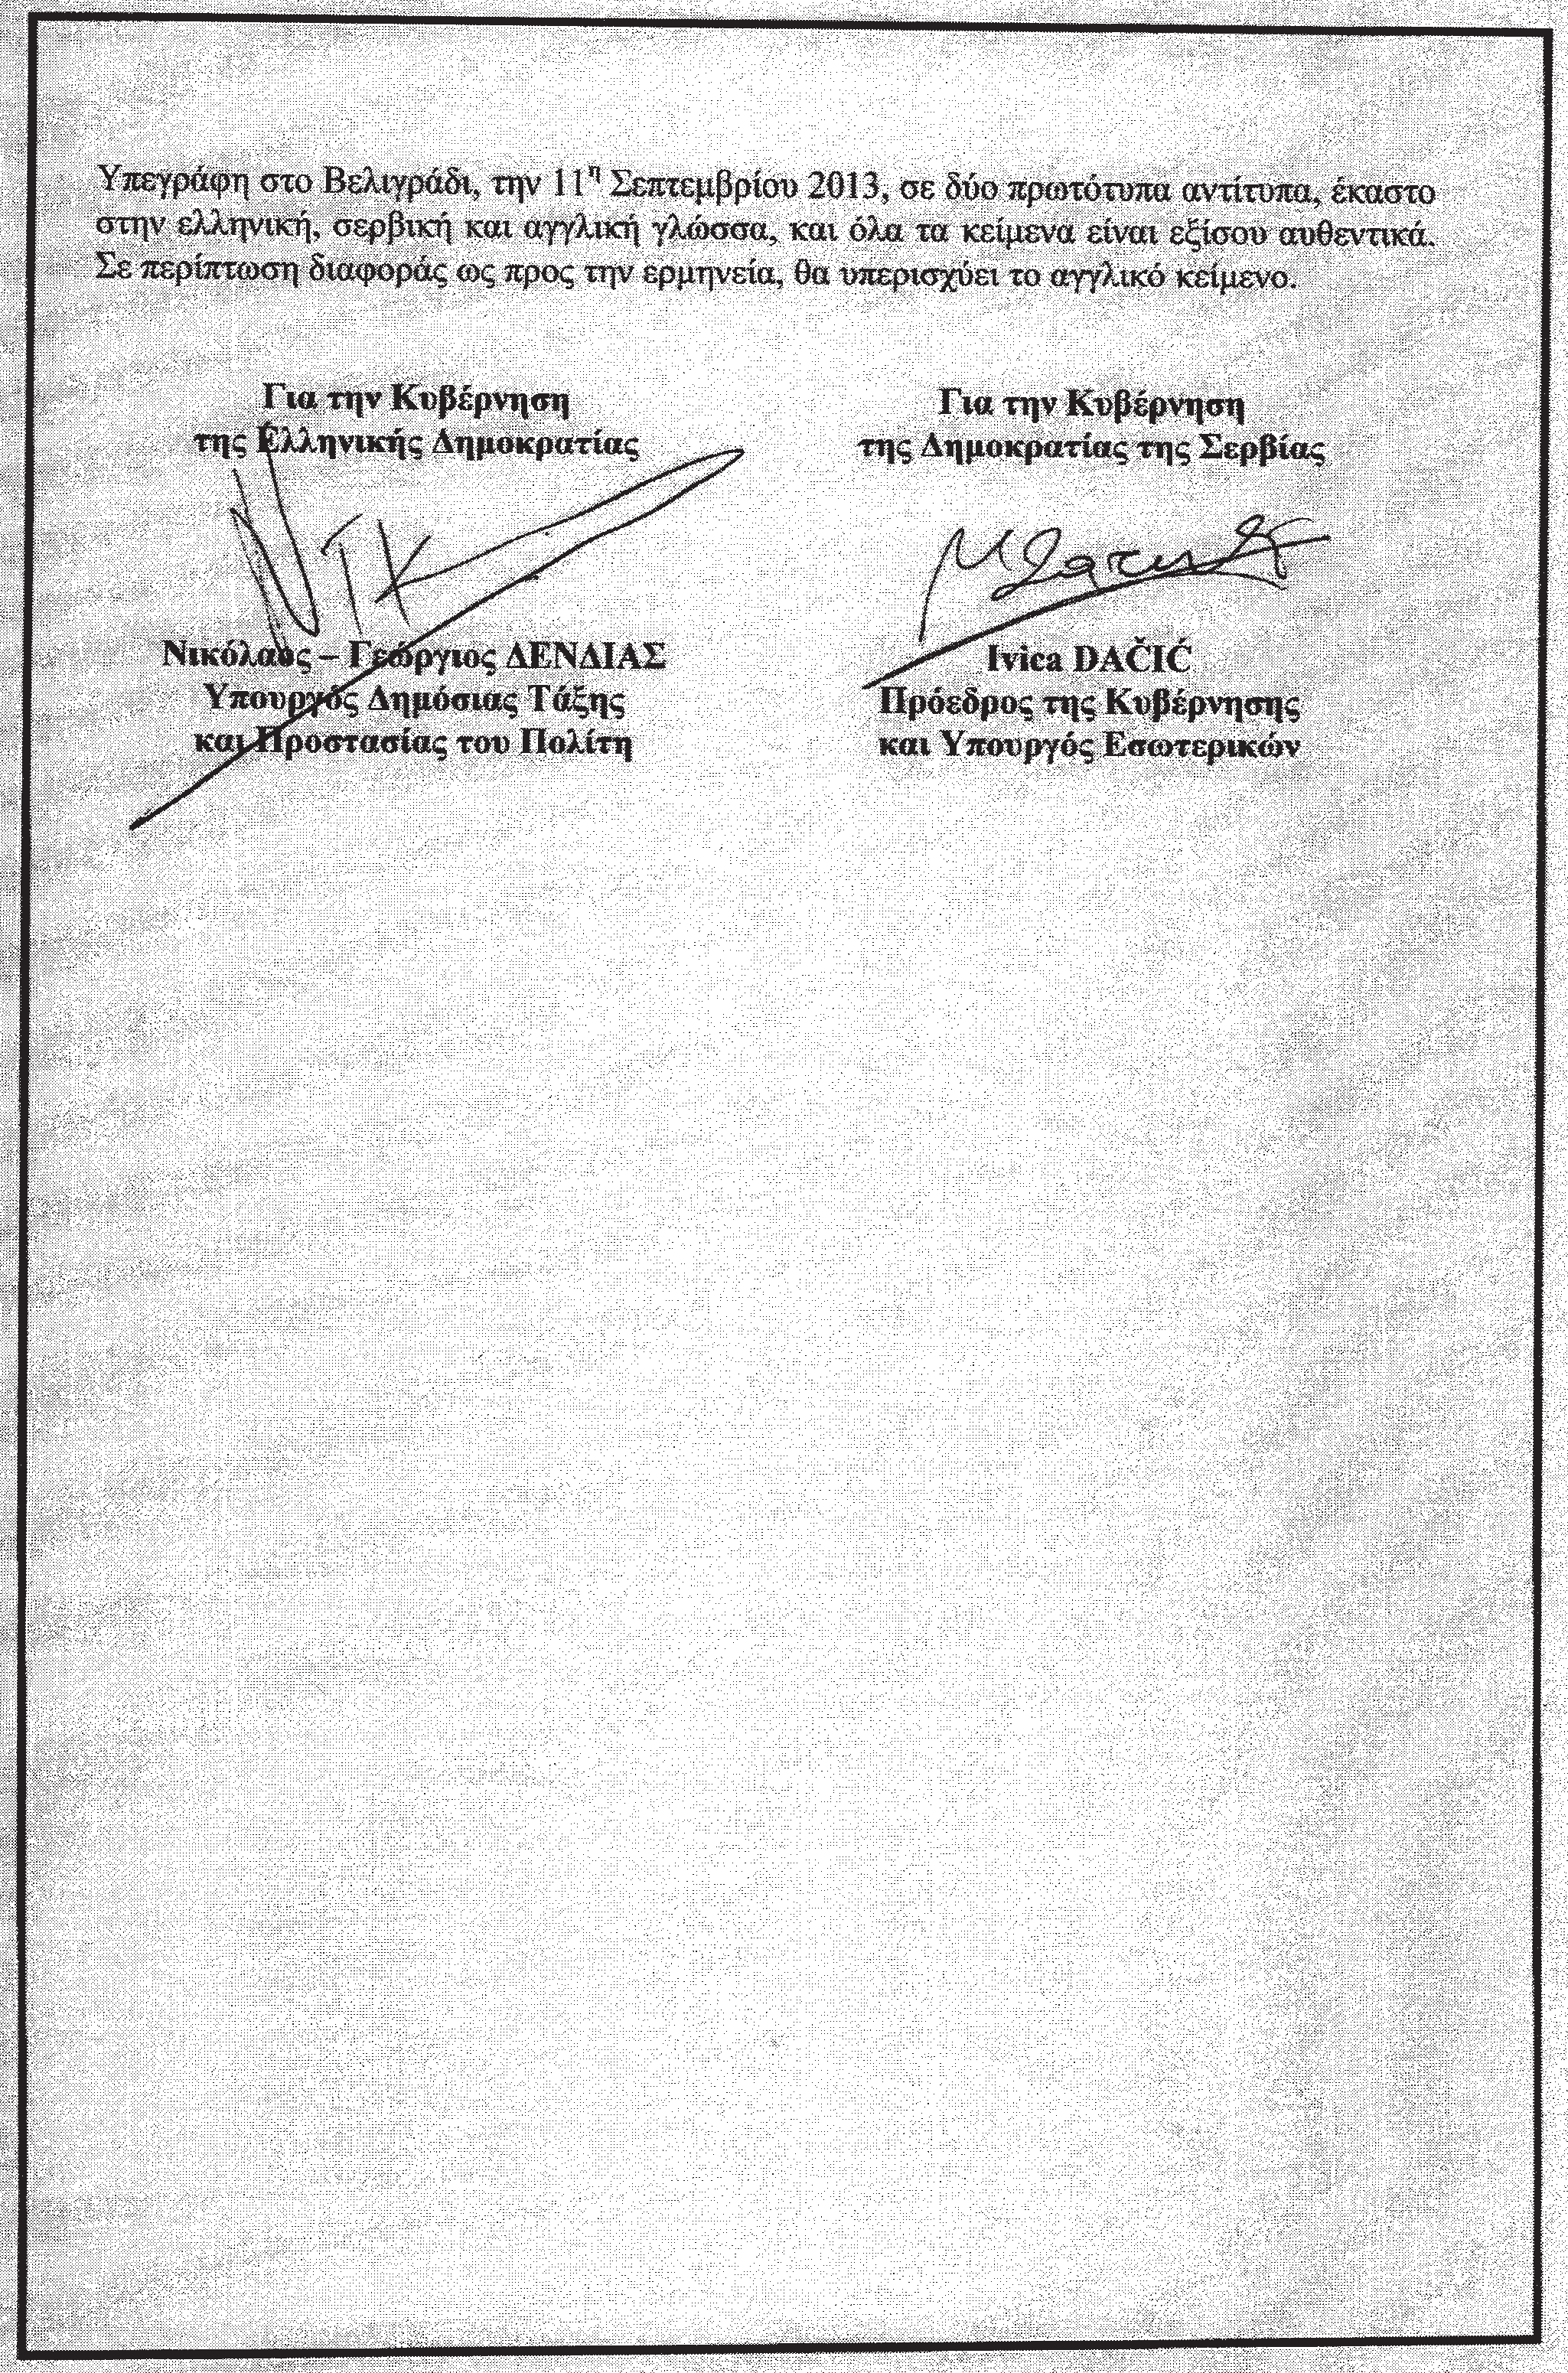 Υπεγράφη στο Βελιγράδι, την 11η Σεπτεμβρίου 2013, σε δύο πρωτότυπα αντίτυπα, έκαστο
στην ελληνική, σερβική και αγγλική γλώσσα, και όλα τα κείμενα είναι εξίσου αυθεντικά.
Σε περίπτωση διαφοράς ως προς την ερμηνεία, θα υπερισχύει το αγγλικό κείμενο.
Για την Κυβέρνηση
της Ελληνικής Δημοκρατίας
Νικόλαος – Γεώργιος ΔΕΝΔΙΑΣ
Υπουργός Δημόσιας Τάξης
και Προστασίας του Πολίτη
Για την Κυβέρνηση
της Δημοκρατίας της Σερβίας
Ivica DAČIĆ
Πρόεδρος της Κυβέρνησης
και Υπουργός Εσωτερικών